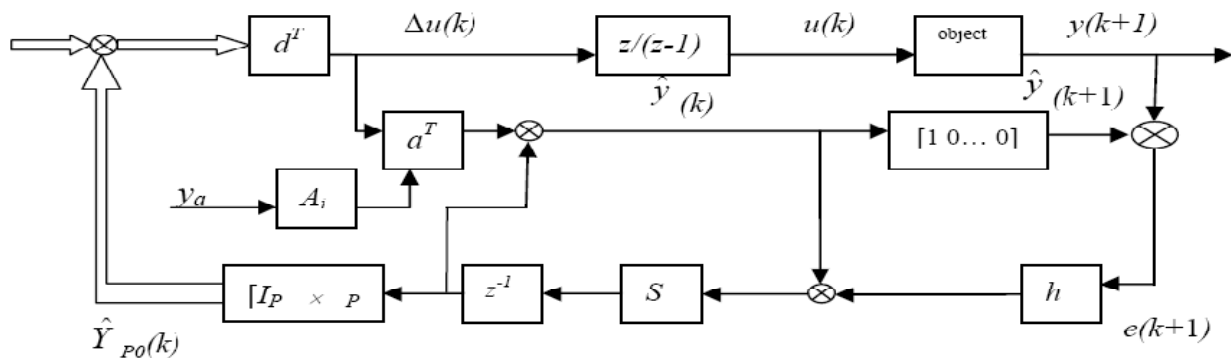 d^T
Δu(k)
z/(z-1)
u(k)
object
y(k+1)
ŷ (k)
ŷ (k+1)
a^T
⌈1 0… 0⌉
y_a
A_i
⌈I_P × P
z^-1
S
h
Ŷ_P0(k)
e(k+1)